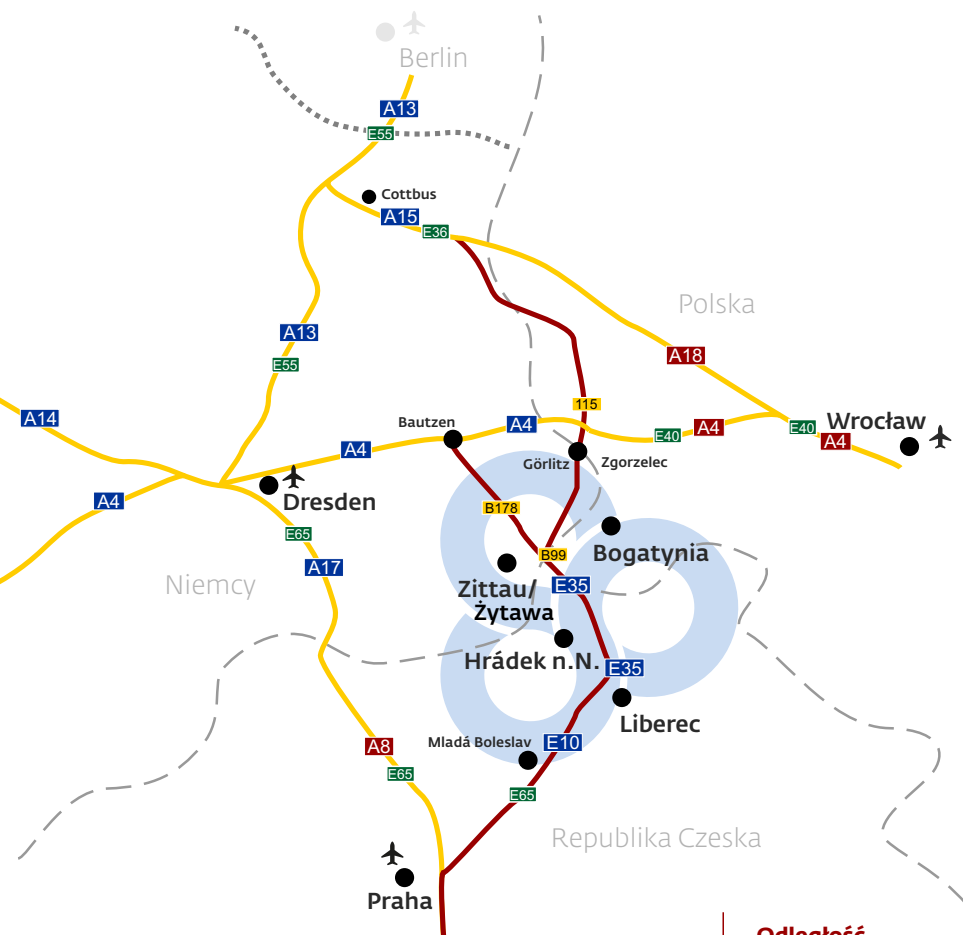 Berlin
A13
E55
Cottbus
A15
E36
Polska
A13
A18
E55
115
A14
Bautzen
A4
A4
E40
A4
E40
A4
Wrocław
Görlitz
Zgorzelec
A4
Dresden
B178
E65
Bogatynia
B99
A17
Niemcy
Zittau/
Żytawa
E35
Hrádek n.N.
E35
Liberec
Mladá Boleslav
E10
A8
E65
E65
Republika Czeska
Praha
Odległość